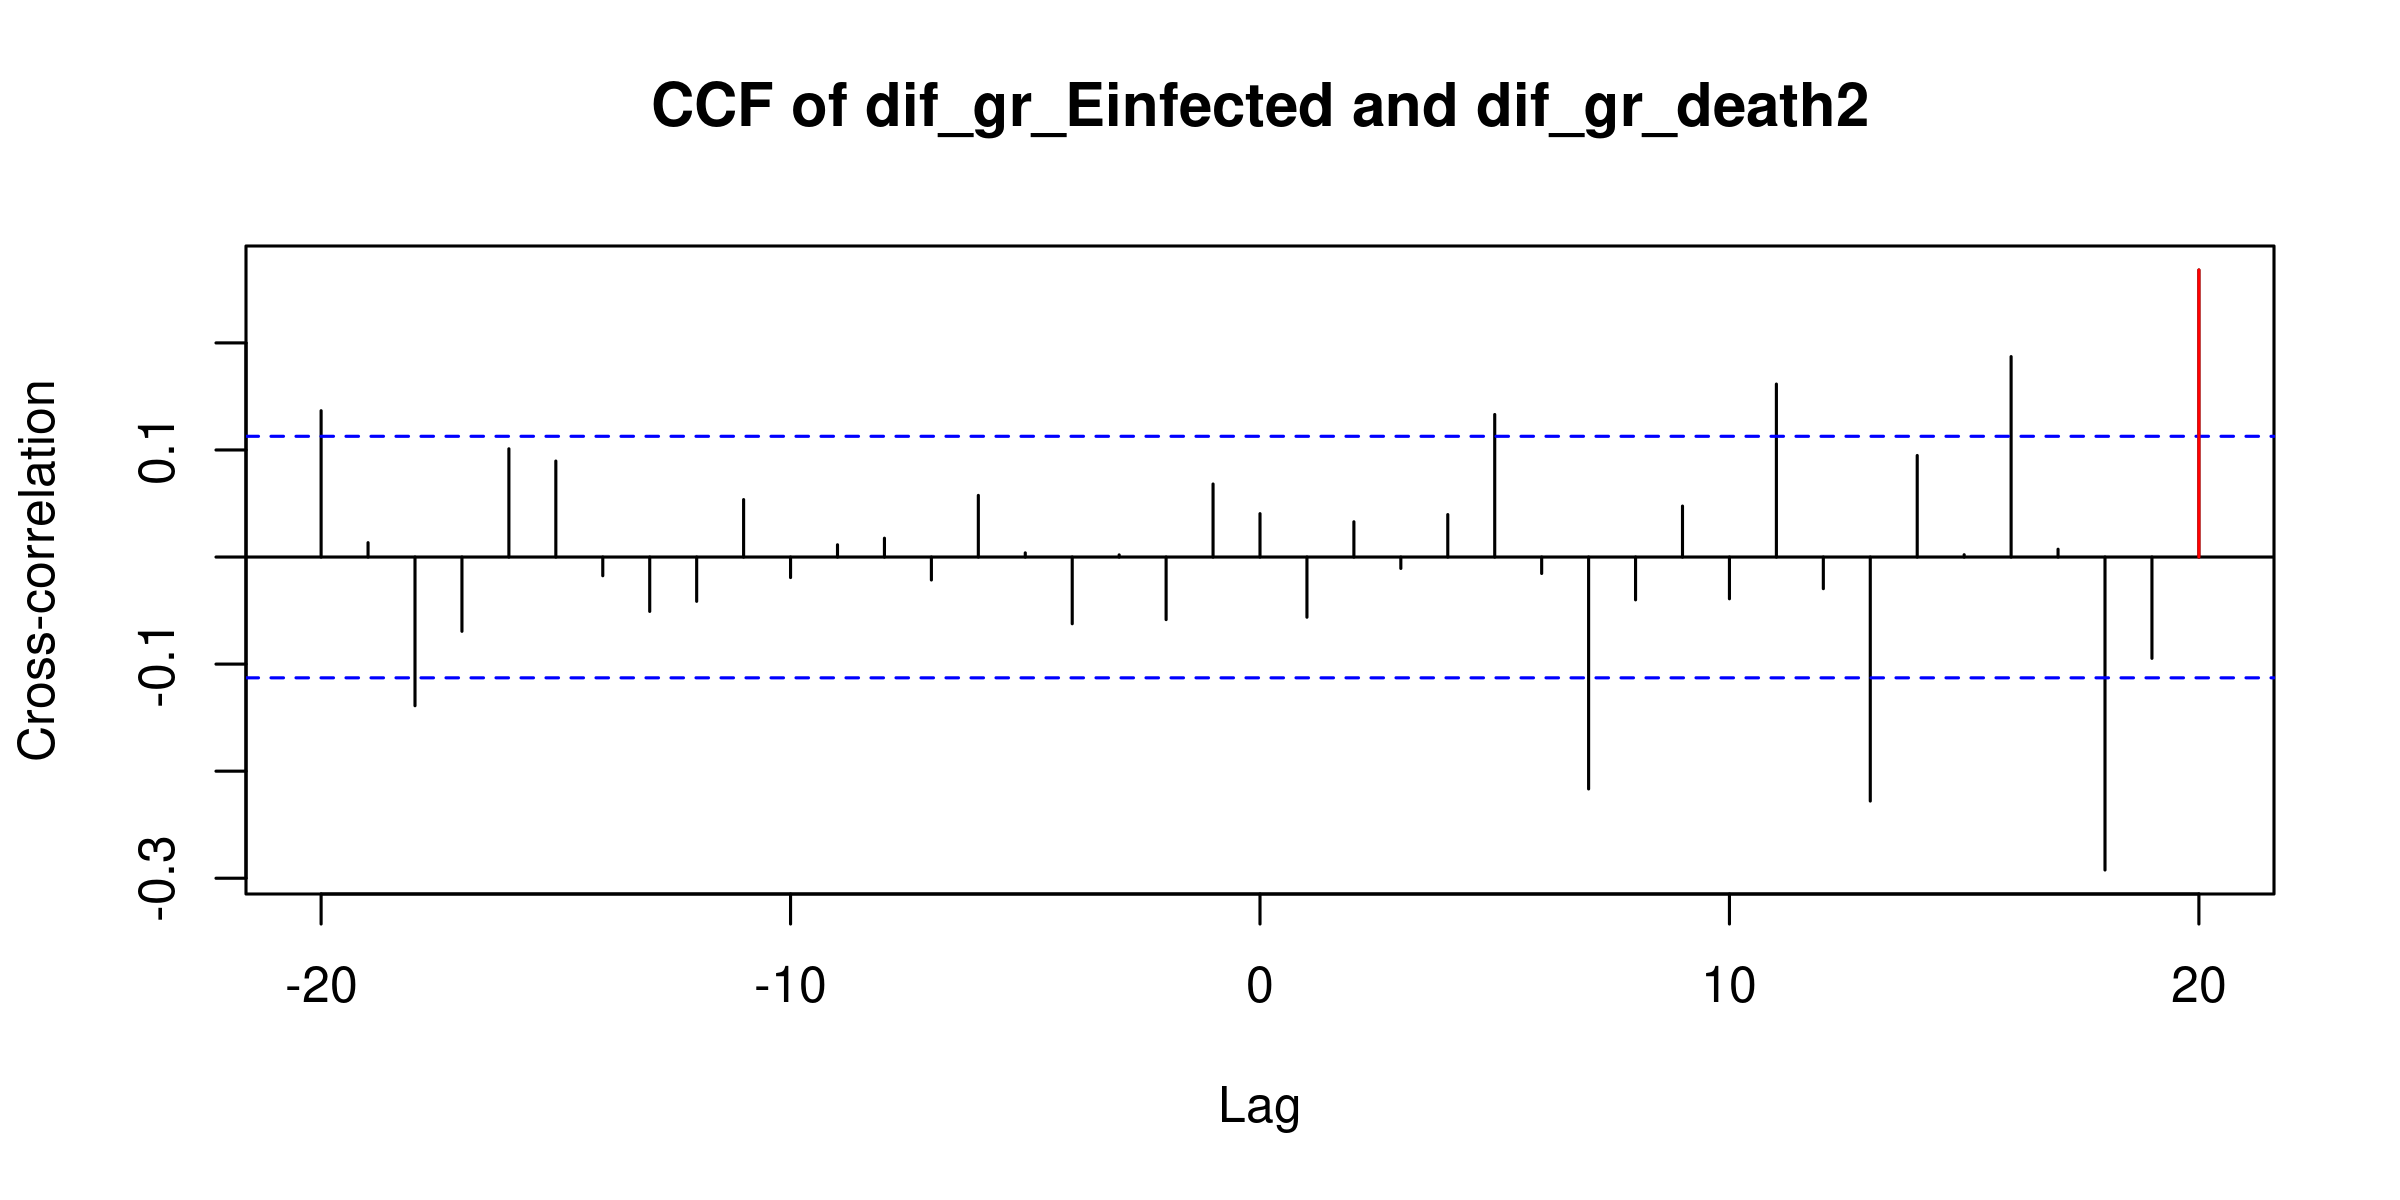 CCF of dif_gr_Einfected and dif_gr_death2
Cross-correlation
0.1
-0.1
-0.3
-20 -10 0 10 20
Lag